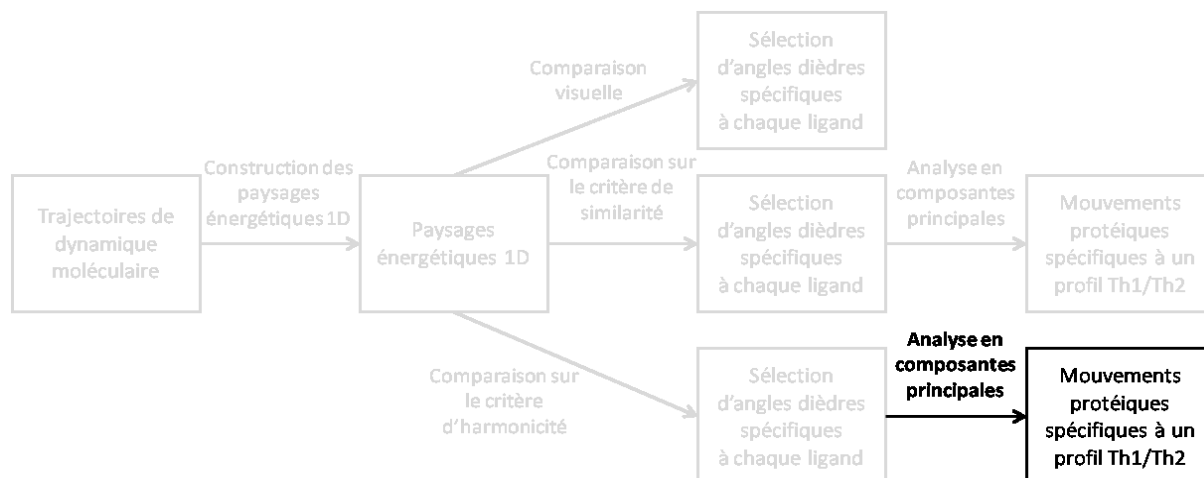 Sélection
d'angles dièdres
spécifiques
à chaque ligand
Comparaison
visuelle
Construction des
paysages
énergétiques 1D
Comparaison sur
le critère de
similarité
Analyse en
composantes
principales
Trajectoires de
dynamique
moléculaire
Paysages
énergétiques 1D
Sélection
d'angles dièdres
spécifiques
à chaque ligand
Mouvements
protéiques
spécifiques à un
profil Th1/Th2
Comparaison sur
le critère
d'harmonicité
Sélection
d'angles dièdres
spécifiques
à chaque ligand
Analyse en
composantes
principales
Mouvements
protéiques
spécifiques à un
profil Th1/Th2